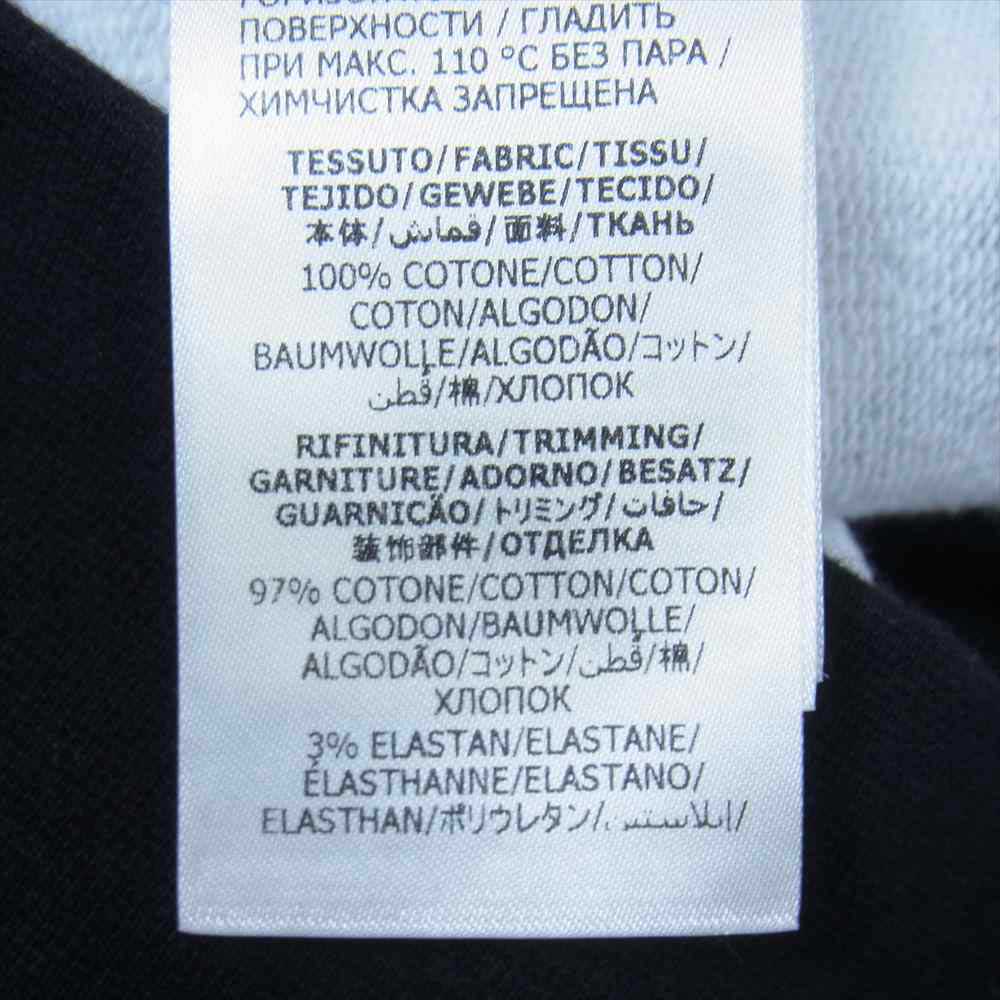 ПОВЕРХНОСТИ / ГЛАДИТЬ
ПРИ МАКС. 110 °C БЕЗ ПАРА /
ХИМЧИСТКА ЗАПРЕЩЕНА
TESSUTO/FABRIC/TISSU/
TEJIDO/GEWEBE/TECIDO/
本体/قماش/面料/ТКАНЬ
100% COTONE/COTTON/
COTON/ALGODON/
BAUMWOLLE/ALGODÃO/コットン/
قطن/棉/ХЛОПОК
RIFINITURA/TRIMMING/
GARNITURE/ADORNO/BESATZ/
GUARNIÇÃO/トリミング/حافات/
装饰部件/ОТДЕЛКА
97% COTONE/COTTON/COTON/
ALGODON/BAUMWOLLE/
ALGODÃO/コットン/قطن/棉/
ХЛОПОК
3% ELASTAN/ELASTANE/
ÉLASTHANNE/ELASTANO/
ELASTHAN/ポリウレタン/